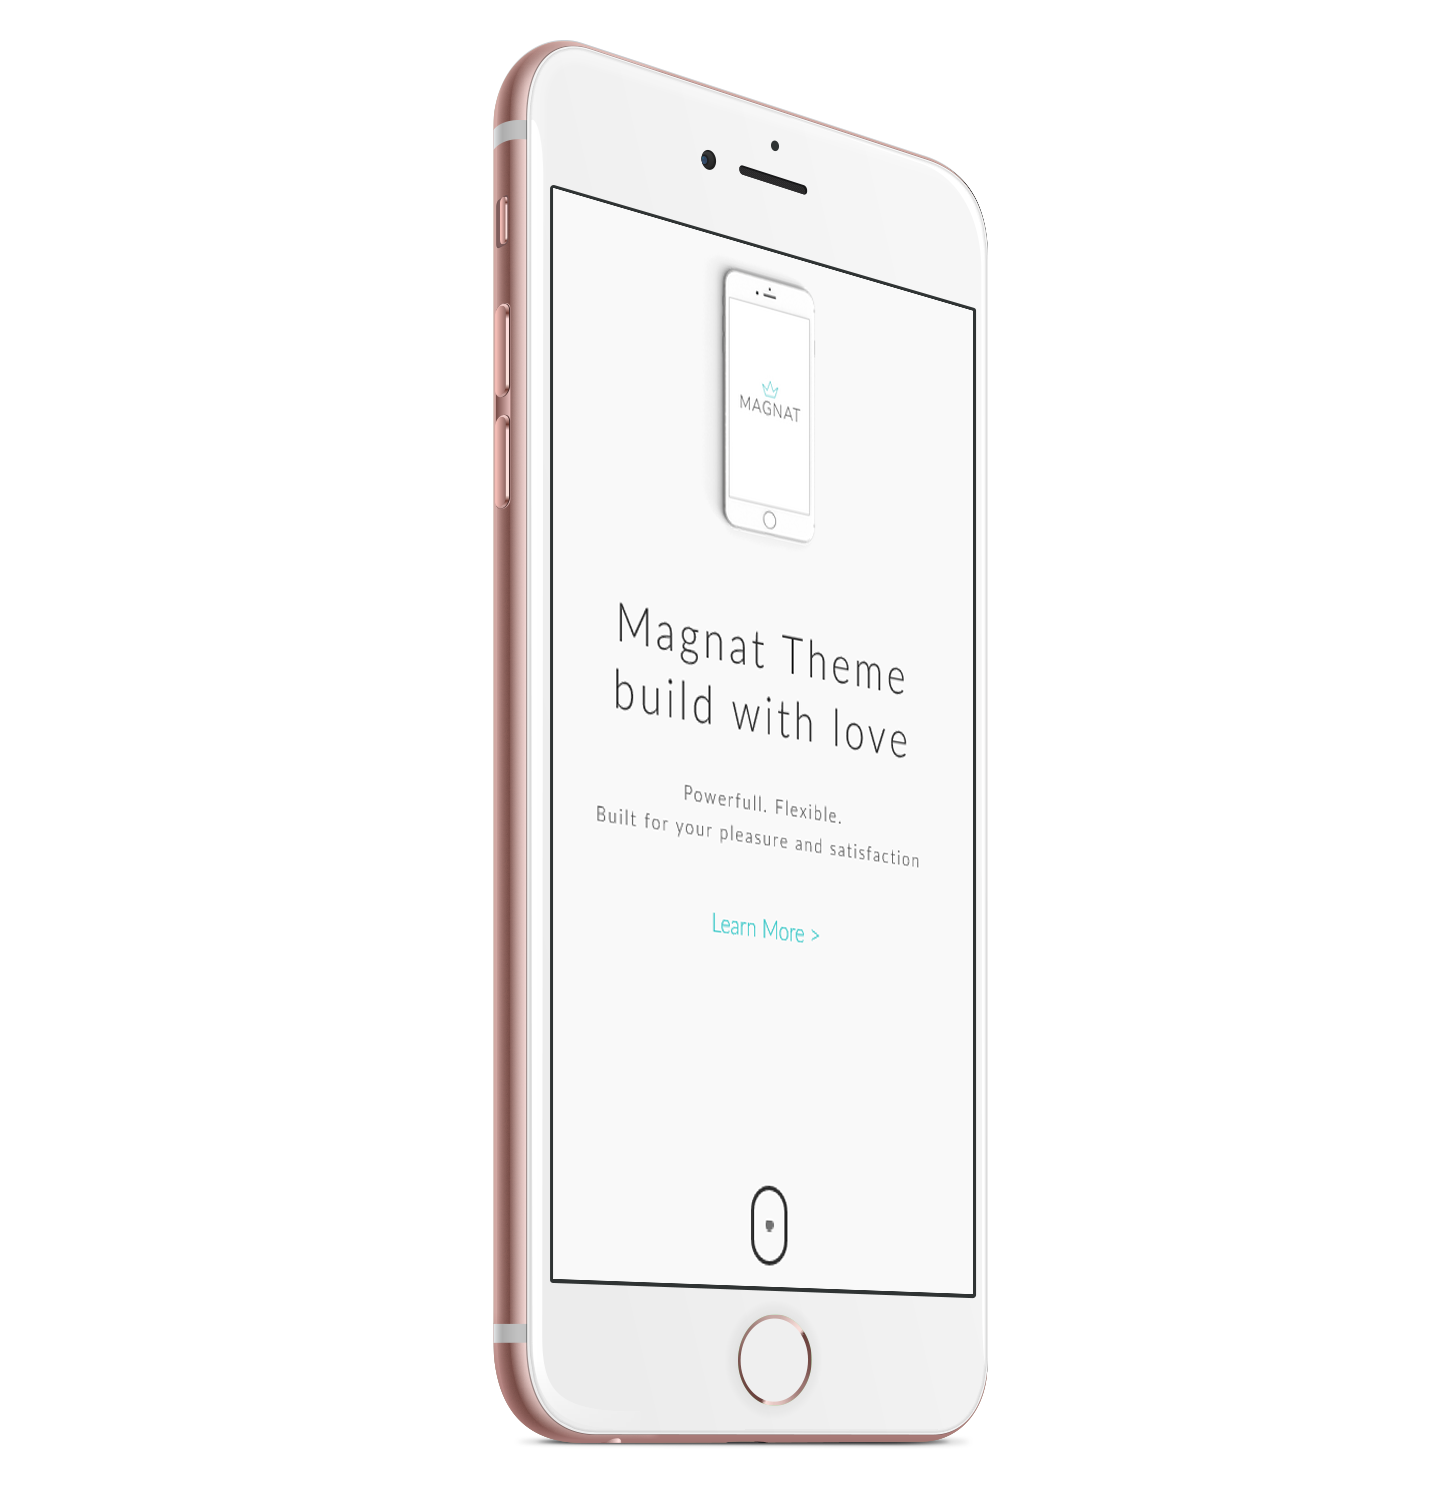 MAGNAT
Magnat Theme
build with love
Powerfull. Flexible.
Built for your pleasure and satisfaction
Learn More >